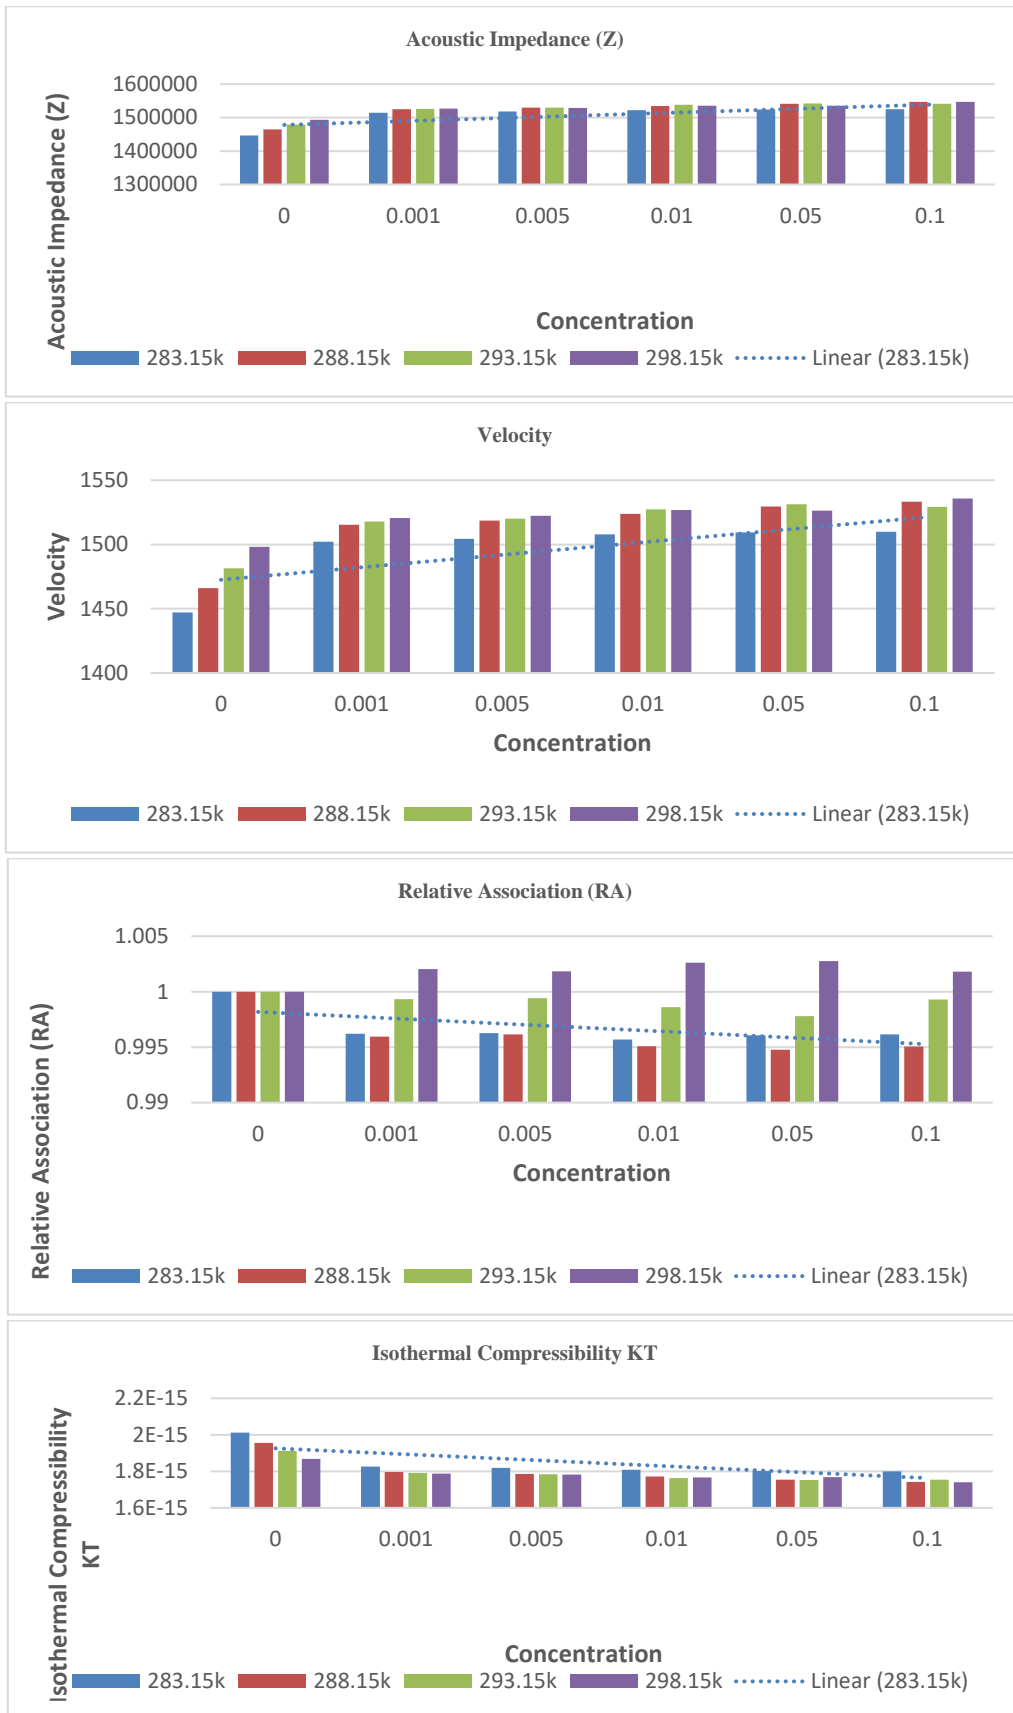 Acoustic Impedance (Z)
Acoustic Impedance (Z)
1600000
1500000
1400000
1300000
0 0.001 0.005 0.01 0.05 0.1
Concentration
283.15k 288.15k 293.15k 298.15k Linear (283.15k)
Velocity
Velocity
1550
1500
1450
1400
0 0.001 0.005 0.01 0.05 0.1
Concentration
283.15k 288.15k 293.15k 298.15k Linear (283.15k)
Relative Association (RA)
Relative Association (RA)
1.005
1
0.995
0.99
0 0.001 0.005 0.01 0.05 0.1
Concentration
283.15k 288.15k 293.15k 298.15k Linear (283.15k)
Isothermal Compressibility KT
Isothermal Compressibility
KT
2.2E-15
2E-15
1.8E-15
1.6E-15
0 0.001 0.005 0.01 0.05 0.1
Concentration
283.15k 288.15k 293.15k 298.15k Linear (283.15k)